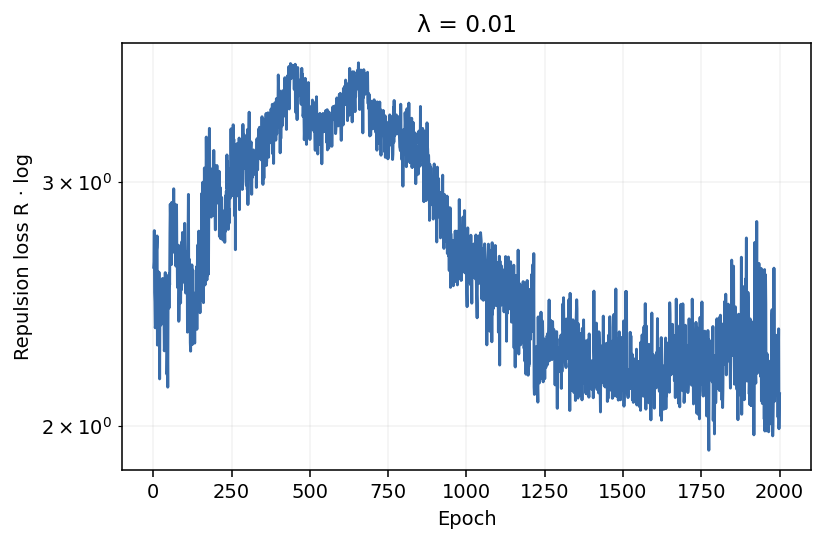 λ = 0.01
Repulsion loss R · log
3 × 10⁰
2 × 10⁰
0 250 500 750 1000 1250 1500 1750 2000
Epoch